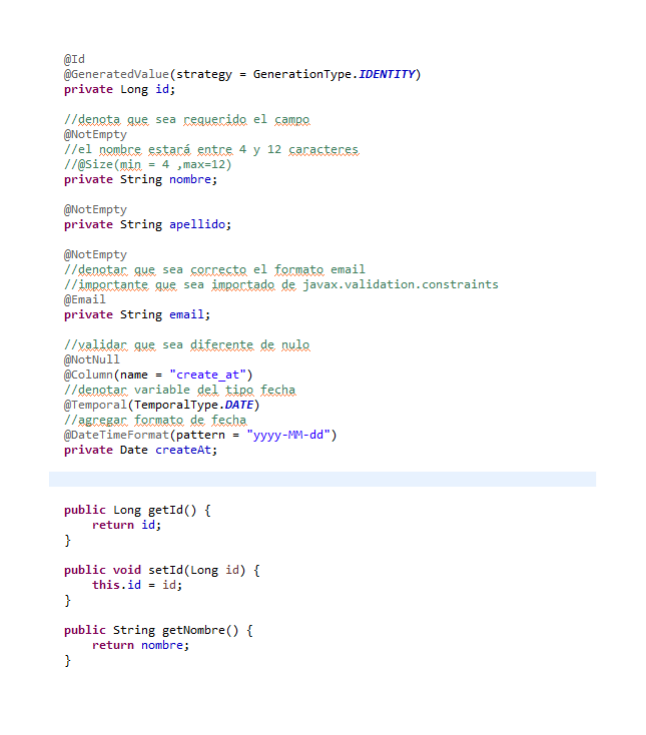 @Id
@GeneratedValue(strategy = GenerationType.IDENTITY)
private Long id;
//denota que sea requerido el campo
@NotEmpty
//el nombre estará entre 4 y 12 caracteres
//@Size(min = 4 ,max=12)
private String nombre;
@NotEmpty
private String apellido;
@NotEmpty
//denotar que sea correcto el formato email
//importante que sea importado de javax.validation.constraints
@Email
private String email;
//validar que sea diferente de nulo
@NotNull
@Column(name = "create_at")
//denotar variable del tipo fecha
@Temporal(TemporalType.DATE)
//agregar formato de fecha
@DateTimeFormat(pattern = "yyyy-MM-dd")
private Date createAt;
public Long getId() {
return id;
}
public void setId(Long id) {
this.id = id;
}
public String getNombre() {
return nombre;
}